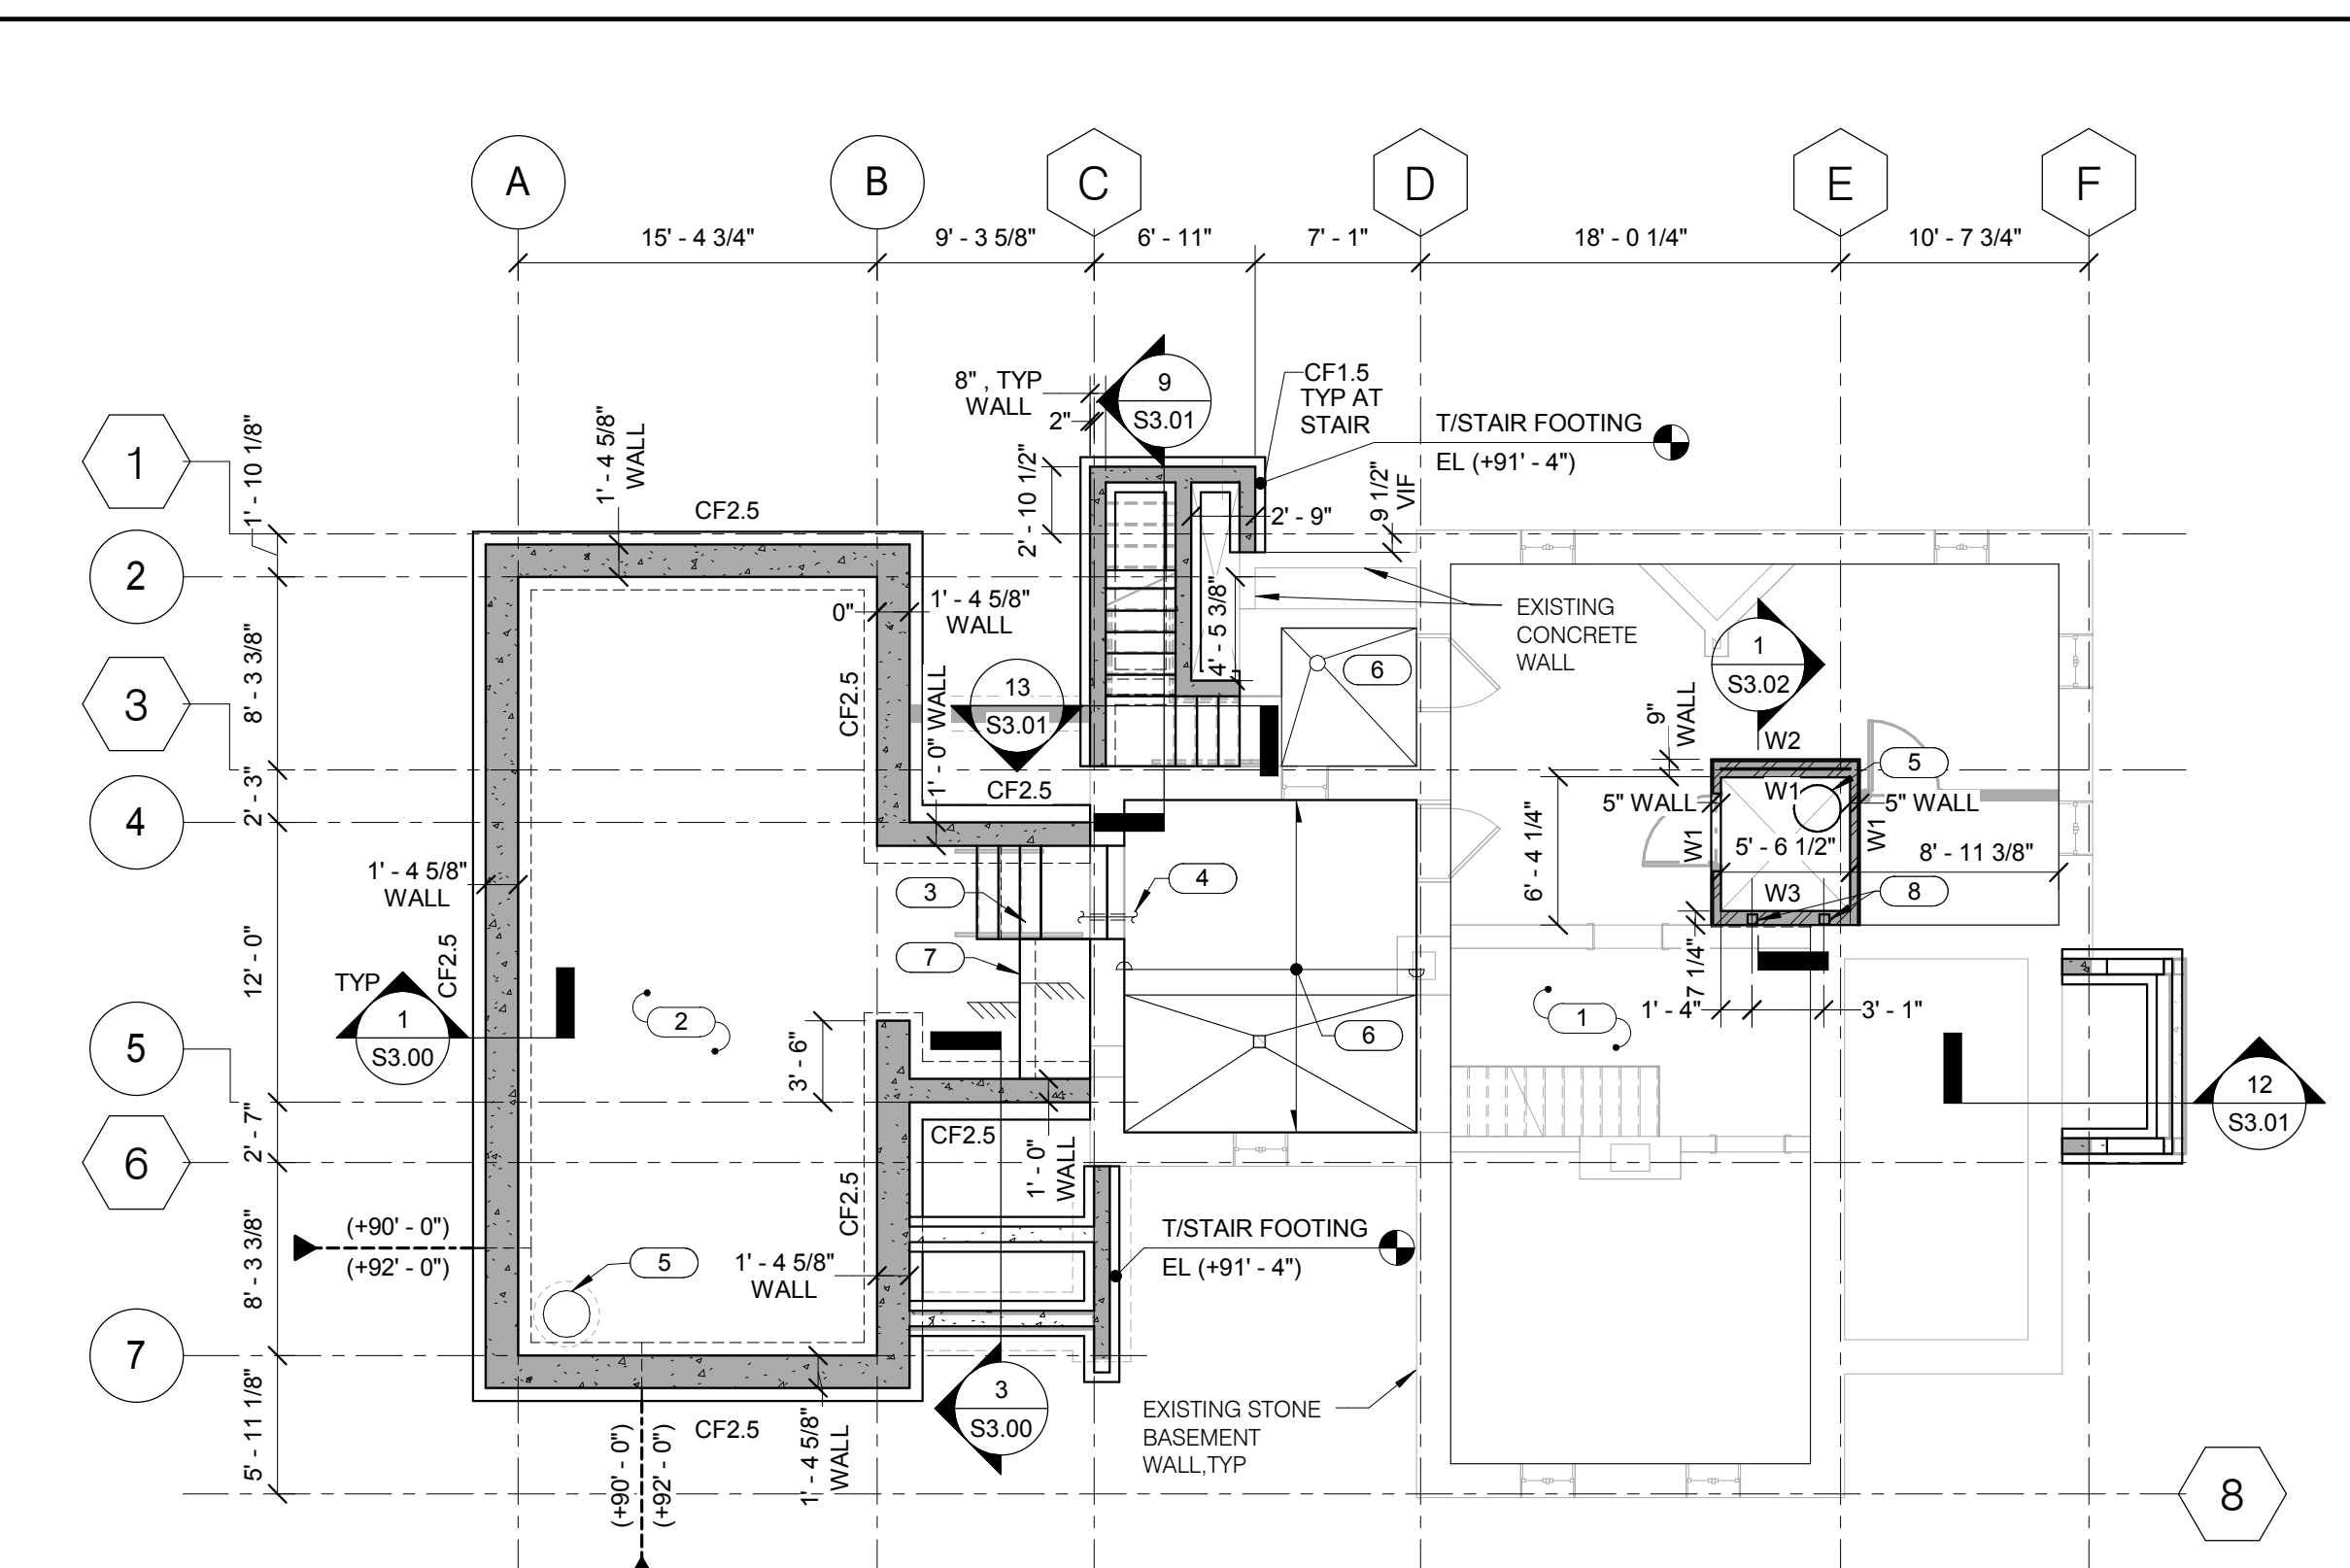 A
B
C
D
E
F
15' - 4 3/4"
9' - 3 5/8"
6' - 11"
7' - 1"
18' - 0 1/4"
10' - 7 3/4"
1
2
3
4
5
6
7
8
1' - 10 1/8"
8' - 3 3/8"
2' - 3"
12' - 0"
2' - 7"
8' - 3 3/8"
5' - 11 1/8"
1' - 4 5/8"
WALL
CF2.5
8" , TYP
WALL
2"
9
S3.01
CF1.5
TYP AT
STAIR
T/STAIR FOOTING
EL (+91' - 4")
2' - 10 1/2"
2' - 9"
9 1/2"
VIF
0"
1' - 4 5/8"
WALL
4' - 5 3/8"
EXISTING
CONCRETE
WALL
1
S3.02
6
CF2.5
13
S3.01
1' - 0" WALL
CF2.5
9"
WALL
W2
5
5" WALL
W1
5" WALL
W1
W1
5' - 6 1/2"
8' - 11 3/8"
6' - 4 1/4"
W3
8
1' - 4 5/8"
WALL
CF2.5
3
4
7
TYP
1
S3.00
2
3' - 6"
6
7 1/4"
1' - 4"
3' - 1"
1
12
S3.01
CF2.5
1' - 0"
WALL
CF2.5
(+90' - 0")
(+92' - 0")
5
1' - 4 5/8"
WALL
T/STAIR FOOTING
EL (+91' - 4")
3
S3.00
EXISTING STONE
BASEMENT
WALL,TYP
CF2.5
1' - 4 5/8"
WALL
(+90' - 0")
(+92' - 0")